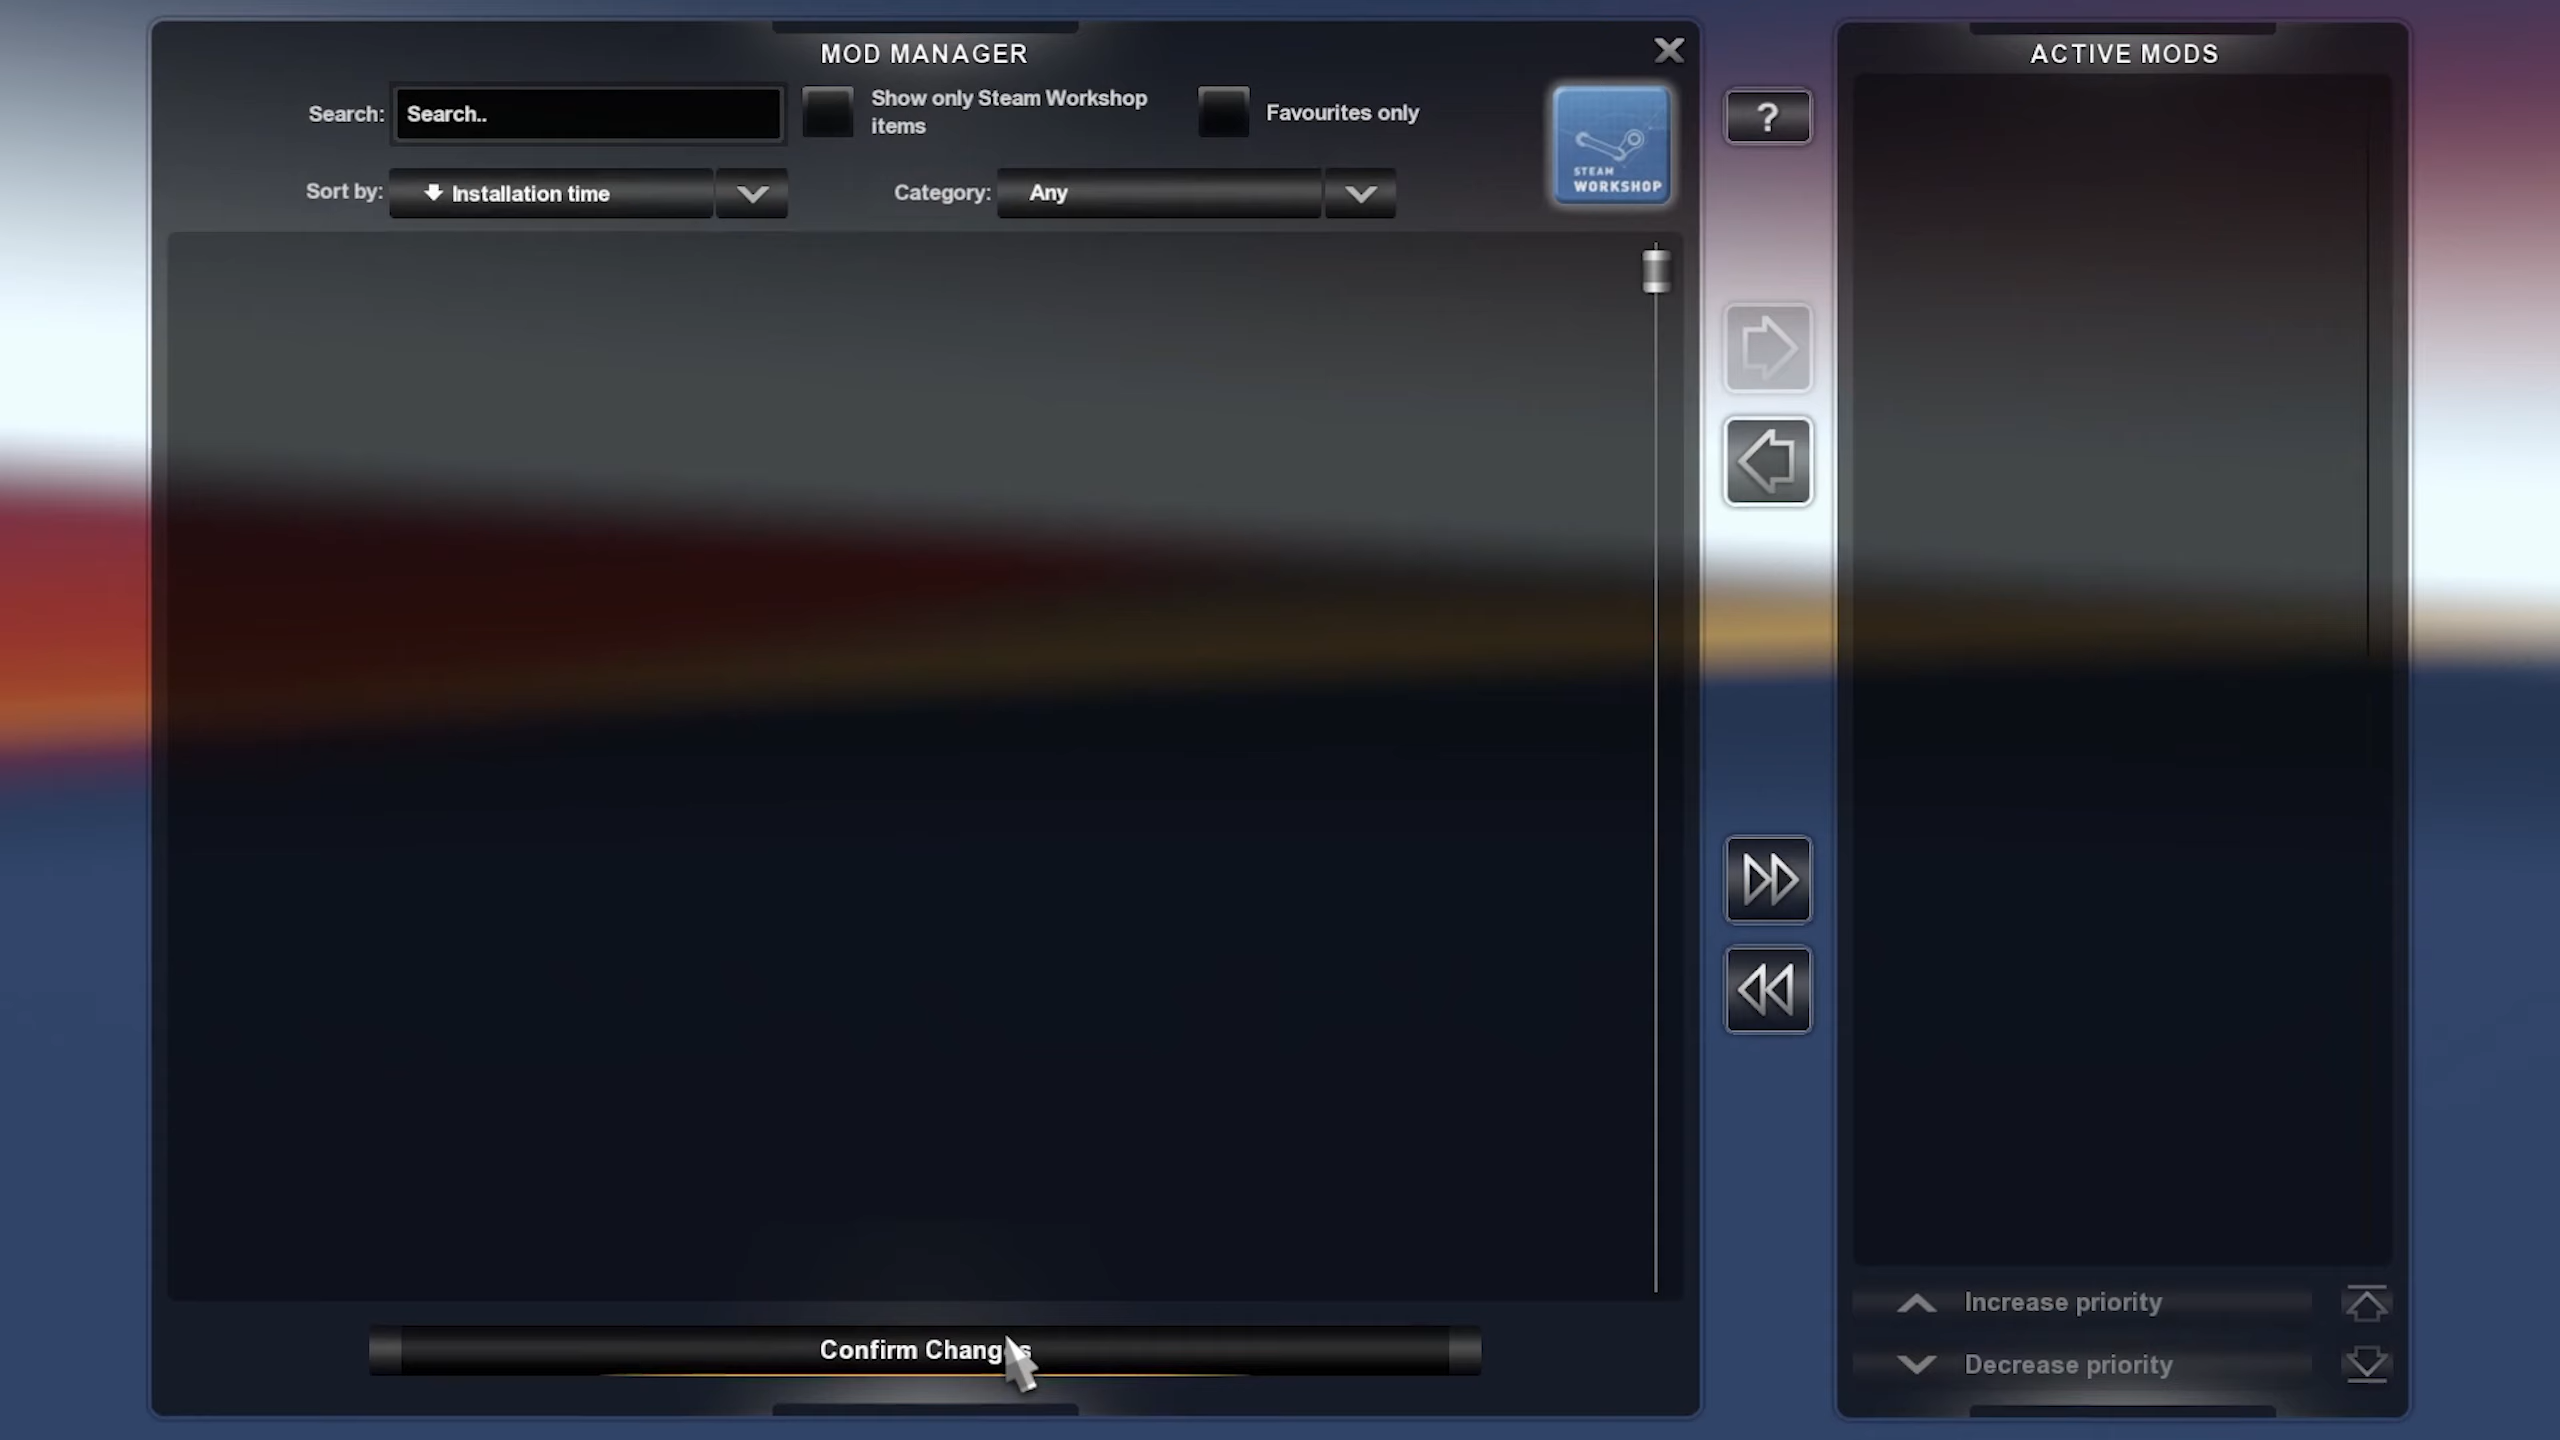 MOD MANAGER
Search: Search..
Show only Steam Workshop
items
Favourites only
STEAM
WORKSHOP
Sort by: Installation time
Category: Any
?
ACTIVE MODS
Confirm Changes
Increase priority
Decrease priority